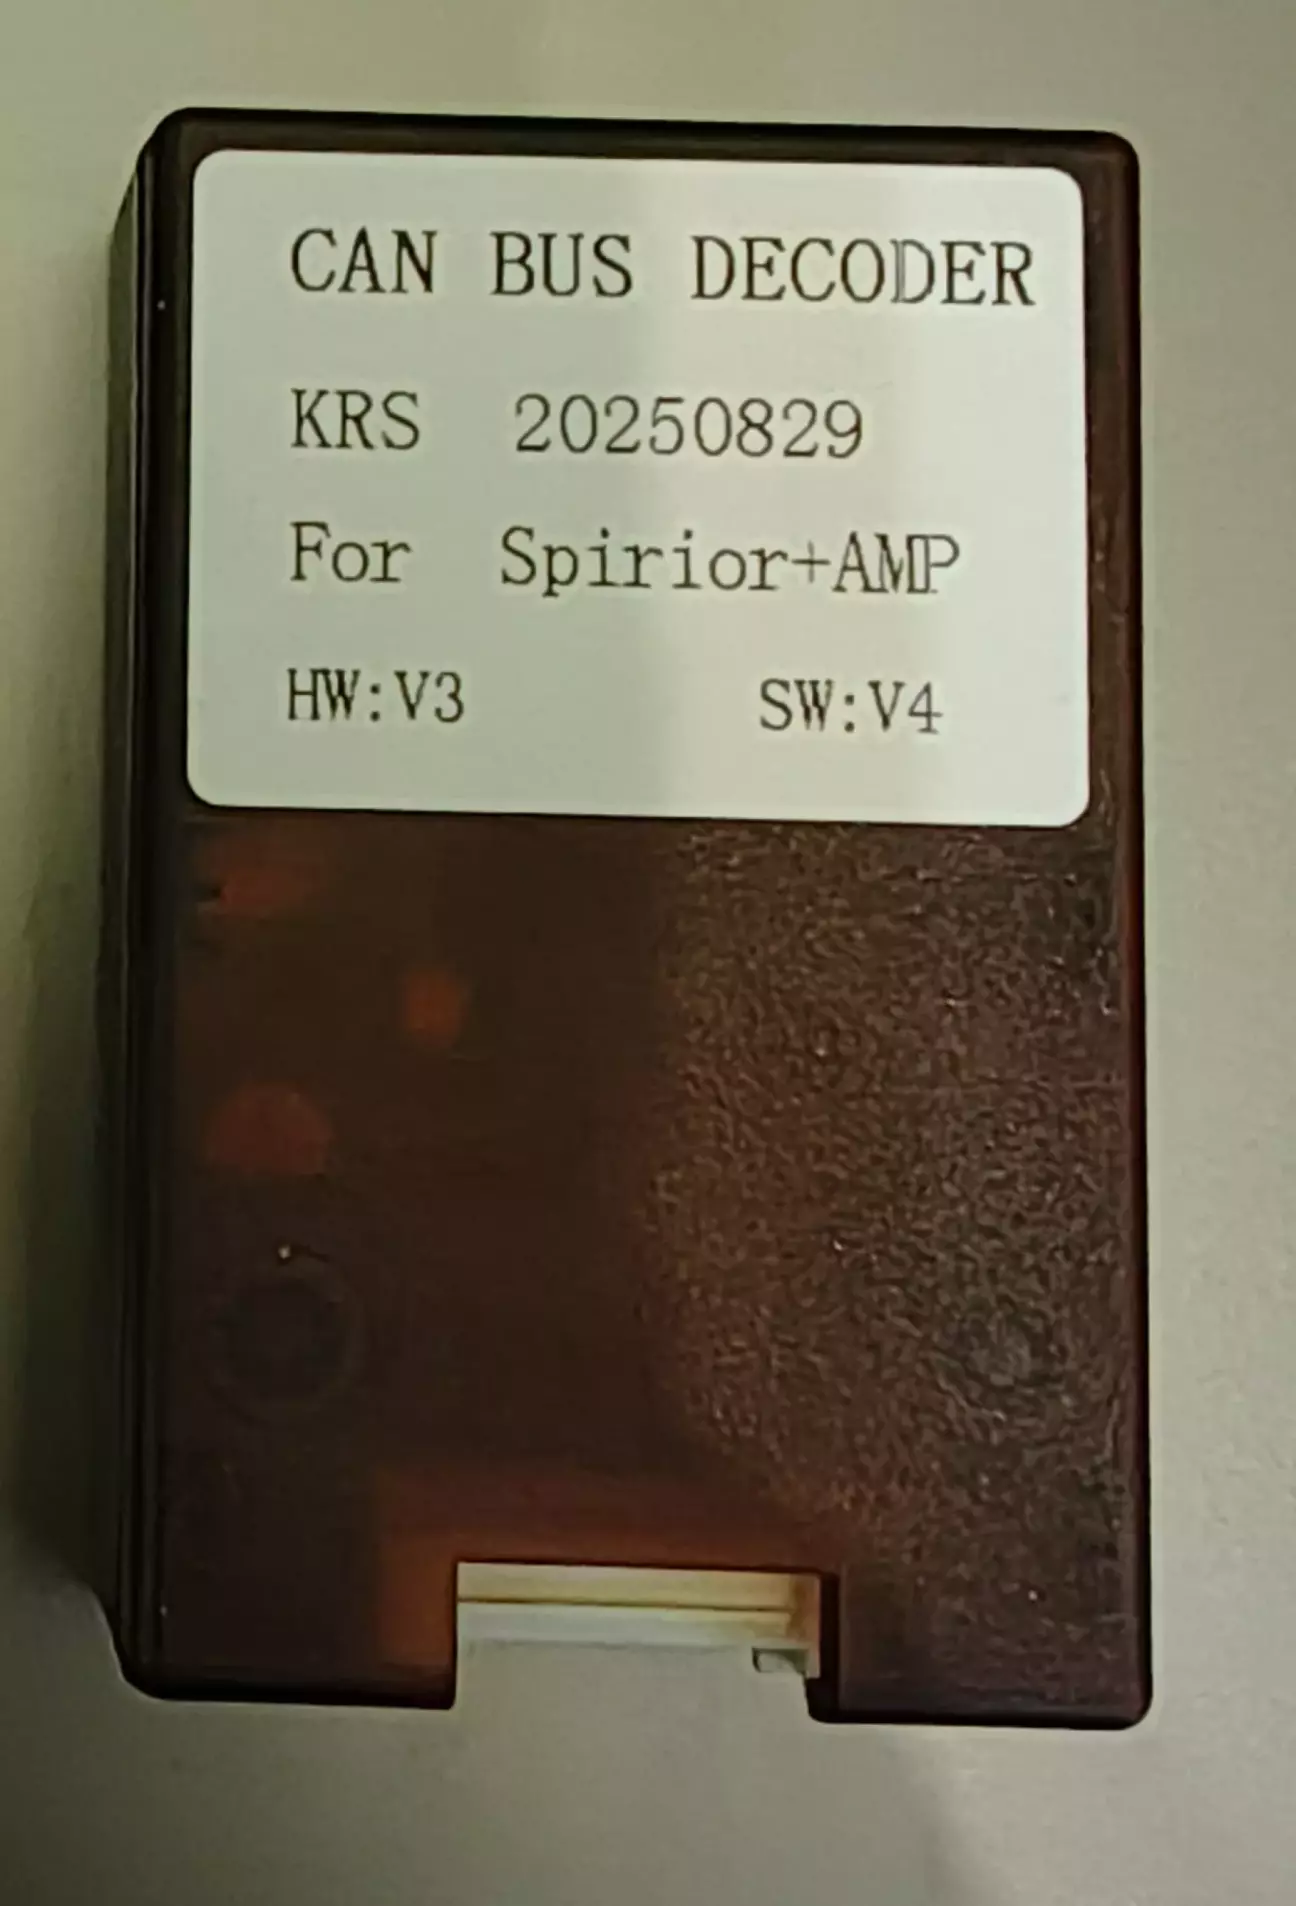 CAN BUS DECODER
KRS 20250829
For Spirior+AMP
HW:V3 SW:V4